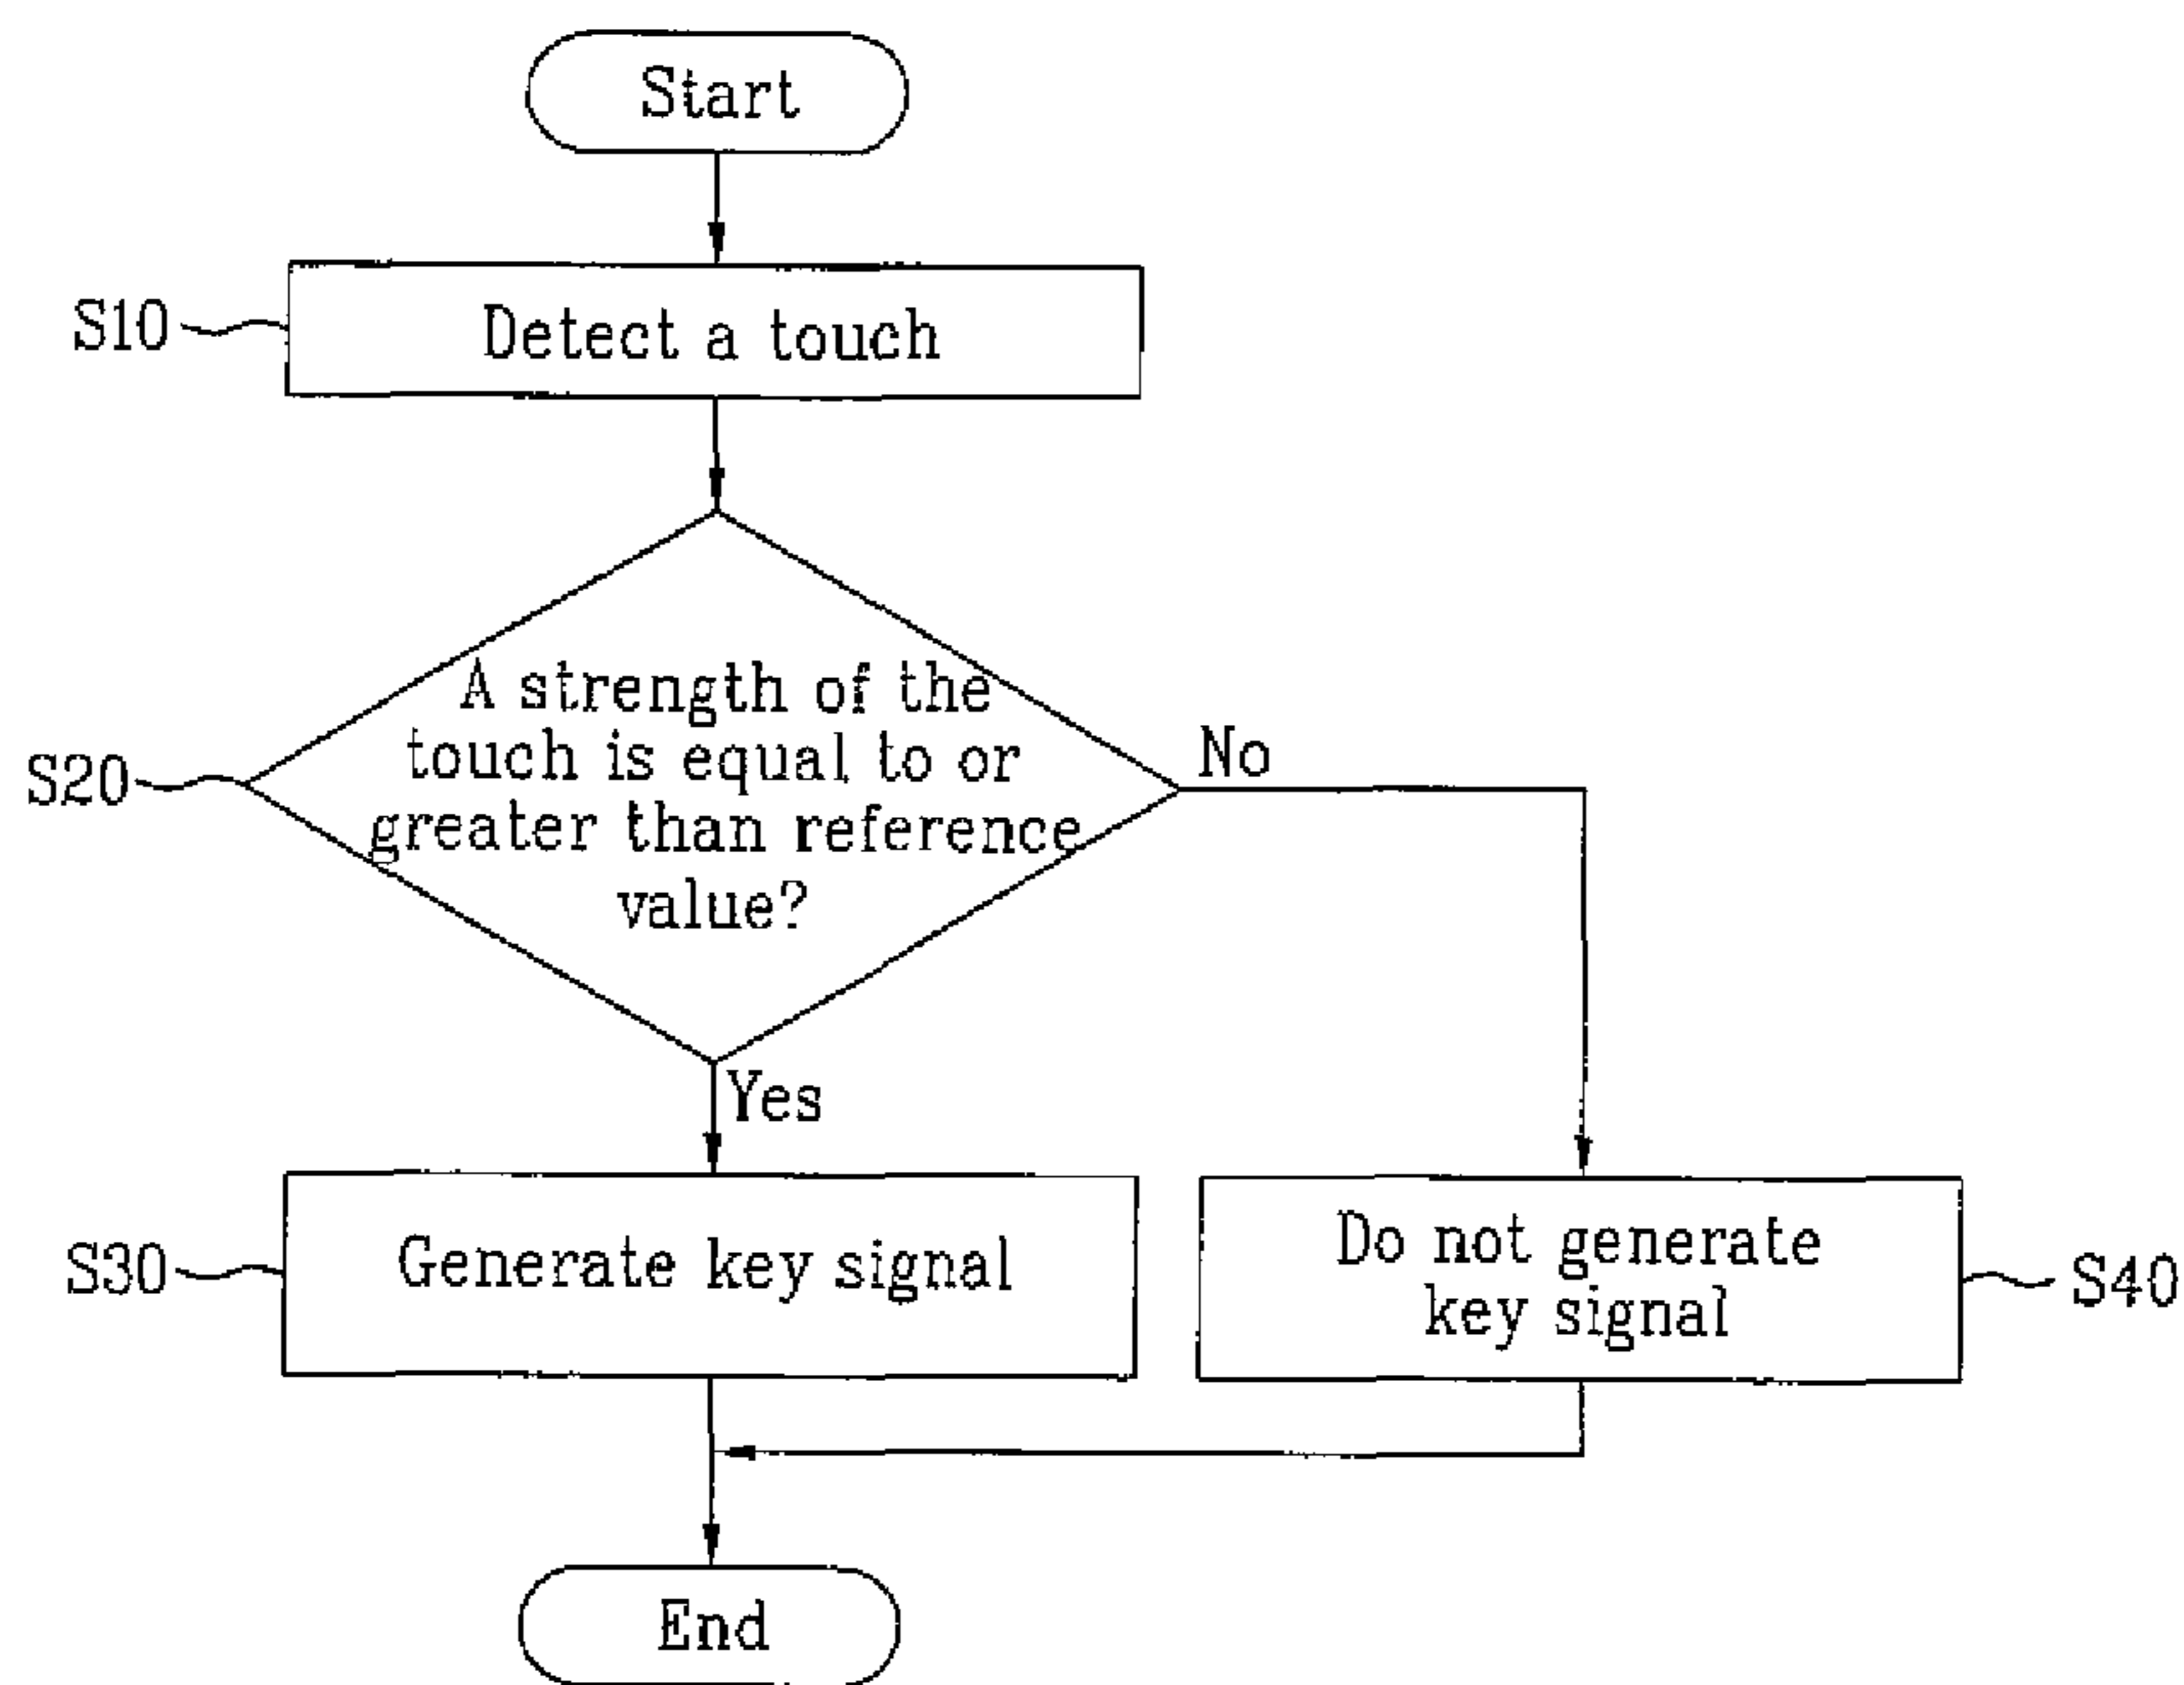 Start
S10
Detect a touch
S20
A strength of the
touch is equal to or
greater than reference
value?
No
Yes
S30
Generate key signal
Do not generate
key signal
S40
End